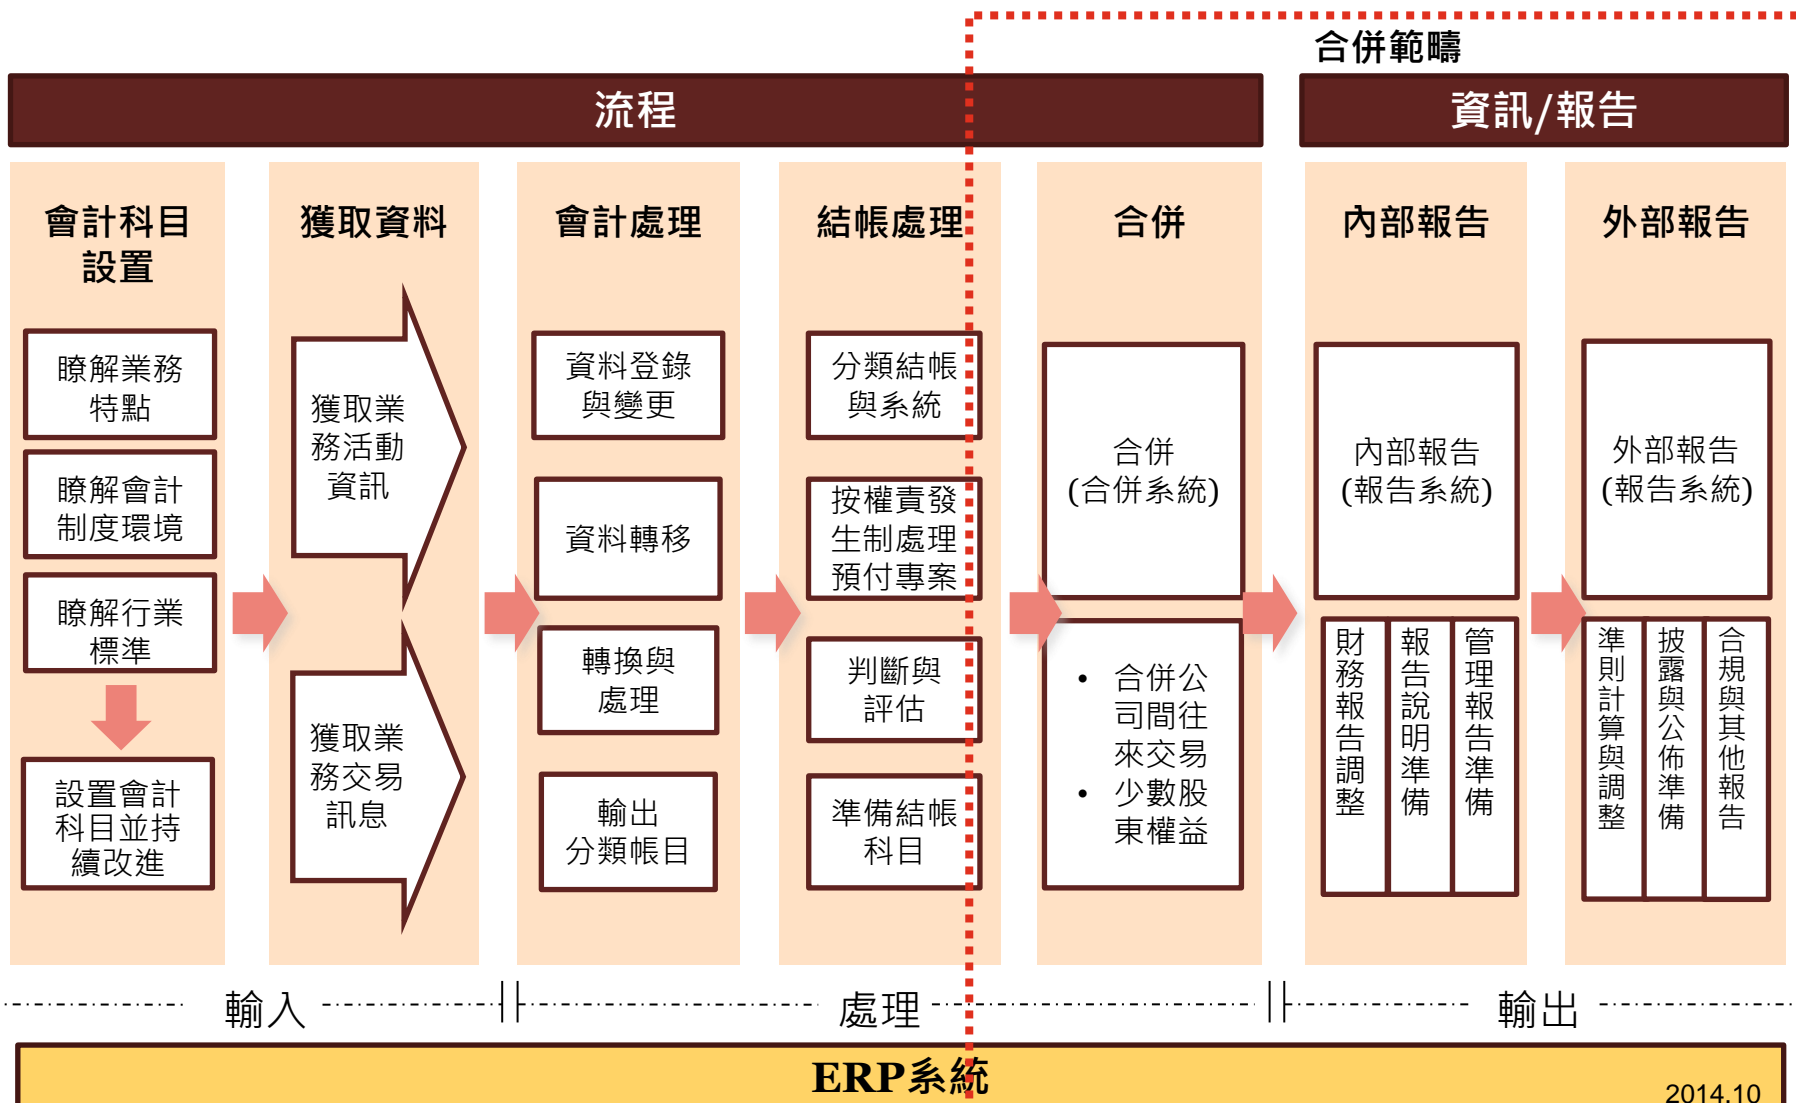 合併範疇
流程
資訊/報告
會計科目
設置
瞭解業務
特點
瞭解會計
制度環境
瞭解行業
標準
設置會計
科目並持
續改進
獲取資料
獲取業
務活動
資訊
獲取業
務交易
訊息
會計處理
資料登錄
與變更
資料轉移
轉換與
處理
輸出
分類帳目
結帳處理
分類結帳
與系統
按權責發
生制處理
預付專案
判斷與
評估
準備結帳
科目
合併
合併
(合併系統)
• 合併公
司間往
來交易
• 少數股
東權益
內部報告
內部報告
(報告系統)
財務報告調整
報告說明準備
管理報告準備
外部報告
外部報告
(報告系統)
準則計算與調整
披露與公佈準備
合規與其他報告
輸入
處理
輸出
ERP系統
2014.10